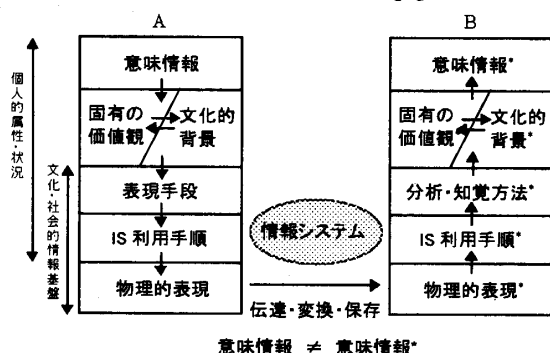 A
B
個人的属性・状況
文化・社会的情報基盤
意味情報
固有の
価値観
文化的
背景
表現手段
IS 利用手順
物理的表現
情報システム
伝達・変換・保存
意味情報*
固有の
価値観
文化的
背景*
分析・知覚方法*
IS 利用手順*
物理的表現*
意味情報 ≠ 意味情報*